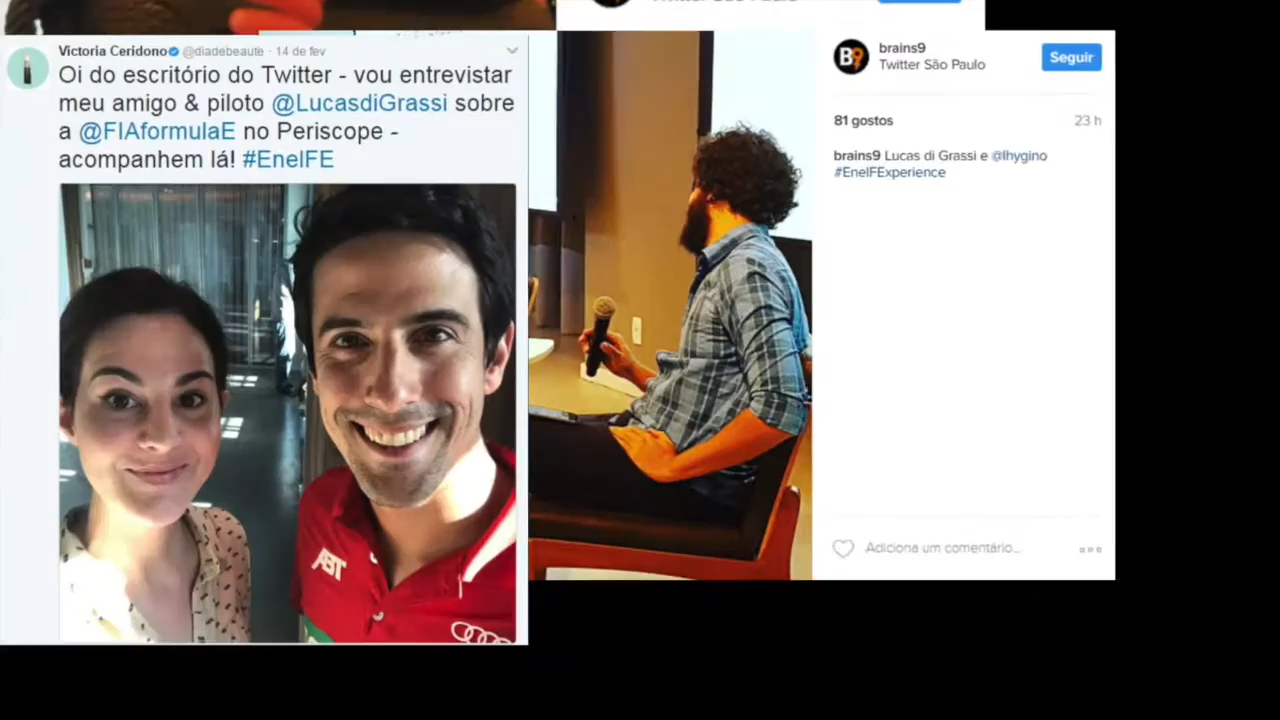 Victoria Ceridono @diadebeaute · 14 de fev
Oi do escritório do Twitter - vou entrevistar
meu amigo & piloto @LucasdiGrassi sobre
a @FIAformulaE no Periscope -
acompanhem lá! #EnelFE
ABT
B9
brains9
Twitter São Paulo
Seguir
81 gostos
23 h
brains9 Lucas di Grassi e @lhygino
#EnelFExperience
Adiciona um comentário...